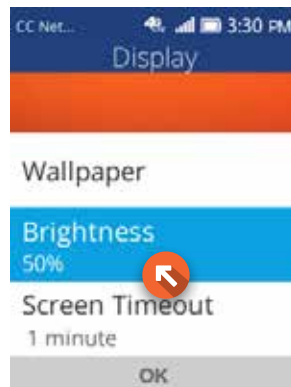 CC Net... 3:30 PM
Display
Wallpaper
Brightness
50%
Screen Timeout
1 minute
OK